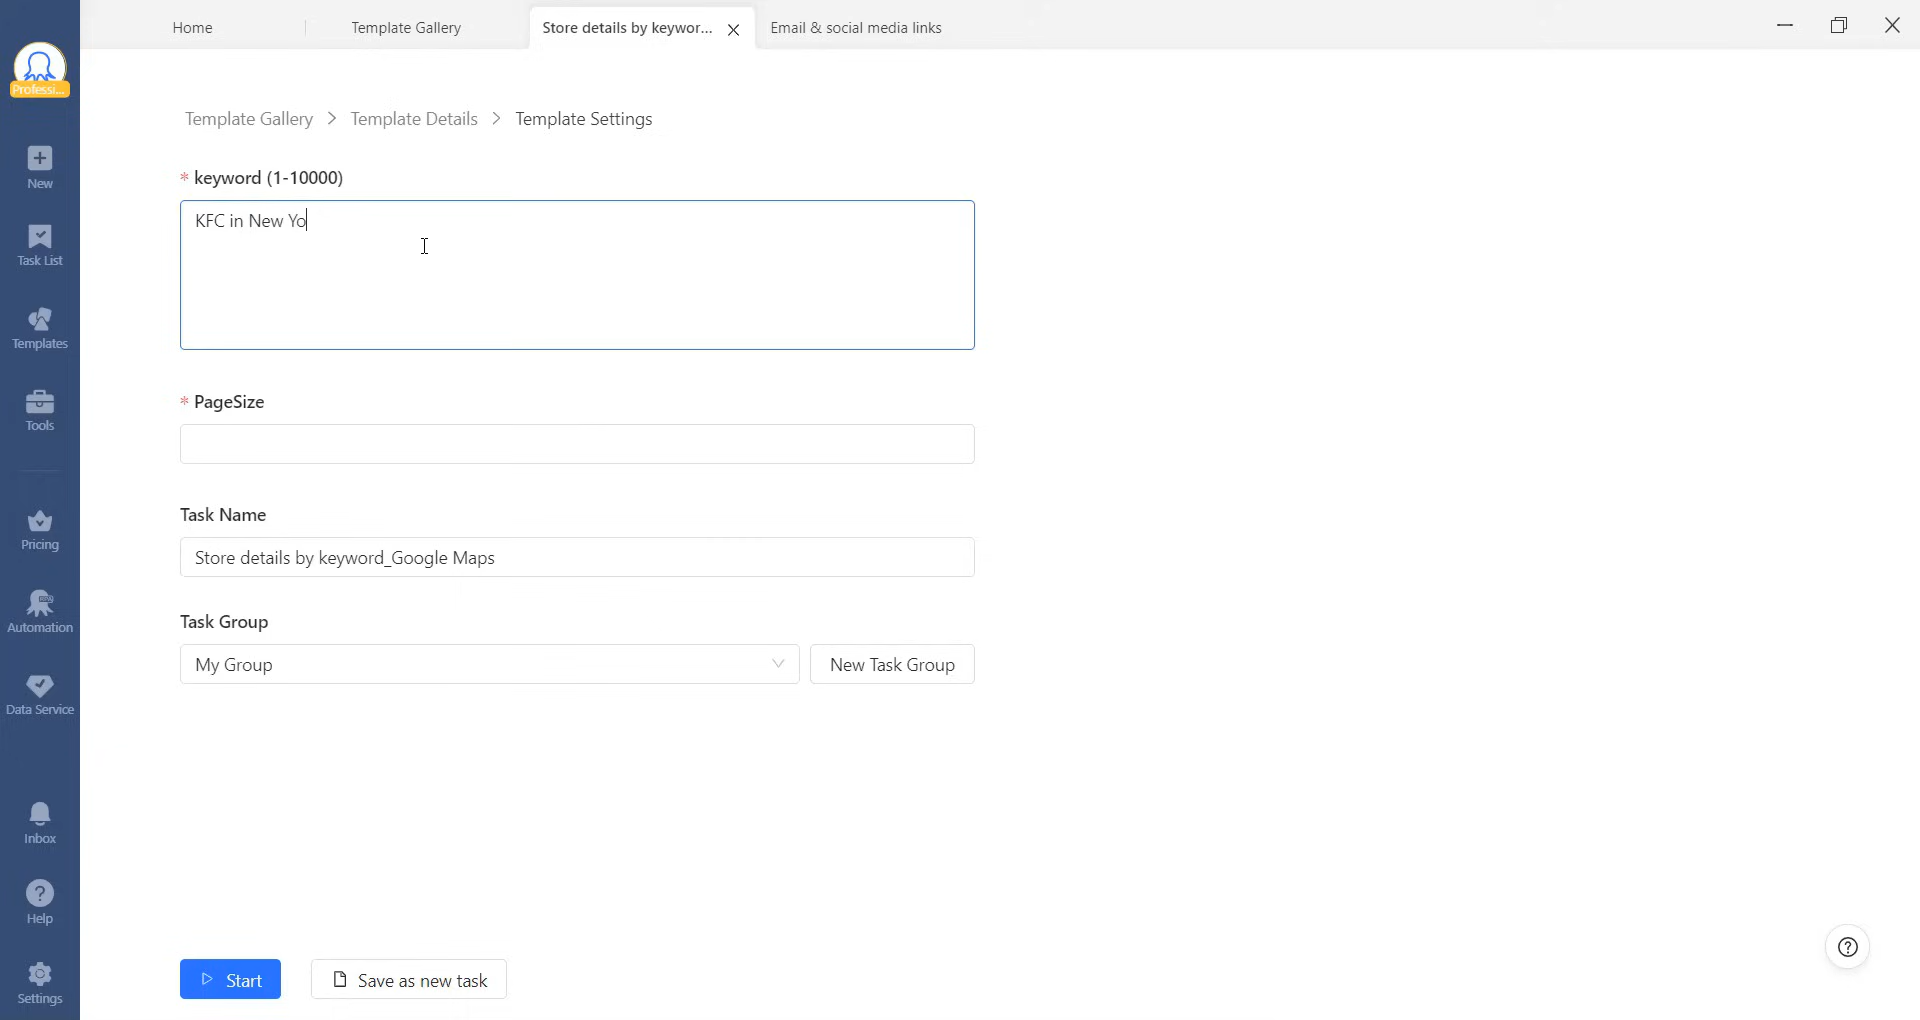 Home
Template Gallery
Store details by keywor...
Email & social media links
Professi...
New
Task List
Templates
Tools
Pricing
Automation
Data Service
Inbox
Help
Settings
Template Gallery > Template Details > Template Settings
* keyword (1-10000)
KFC in New Yo
* PageSize
Task Name
Store details by keyword_Google Maps
Task Group
My Group
New Task Group
Start
Save as new task